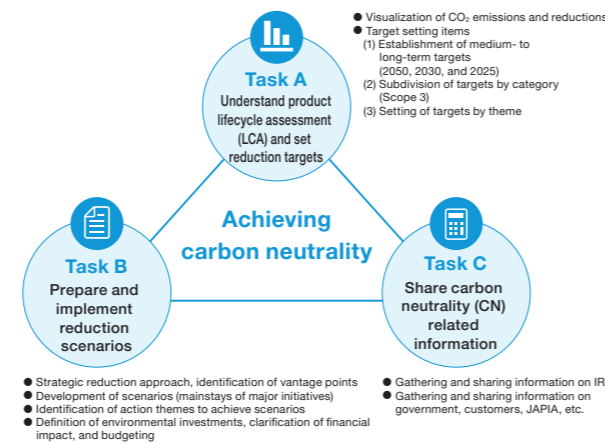 ● Visualization of CO₂ emissions and reductions
● Target setting items
(1) Establishment of medium- to
long-term targets
(2050, 2030, and 2025)
(2) Subdivision of targets by category
(Scope 3)
(3) Setting of targets by theme
Task A
Understand product
lifecycle assessment
(LCA) and set
reduction targets
Achieving
carbon neutrality
Task B
Prepare and
implement
reduction
scenarios
Task C
Share carbon
neutrality (CN)
related
information
● Strategic reduction approach, identification of vantage points
● Development of scenarios (mainstays of major initiatives)
● Identification of action themes to achieve scenarios
● Definition of environmental investments, clarification of financial
impact, and budgeting
● Gathering and sharing information on IR
● Gathering and sharing information on
government, customers, JAPIA, etc.